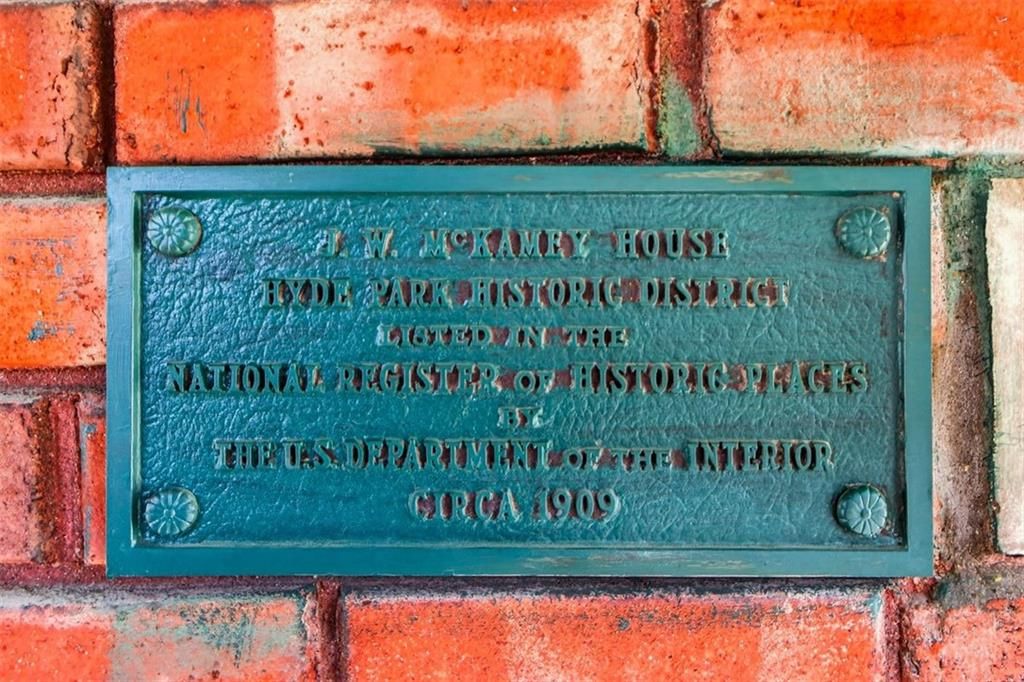 J. W. McKAMEY HOUSE
HYDE PARK HISTORIC DISTRICT
LISTED IN THE
NATIONAL REGISTER OF HISTORIC PLACES
BY
THE U.S. DEPARTMENT OF THE INTERIOR
CIRCA 1909